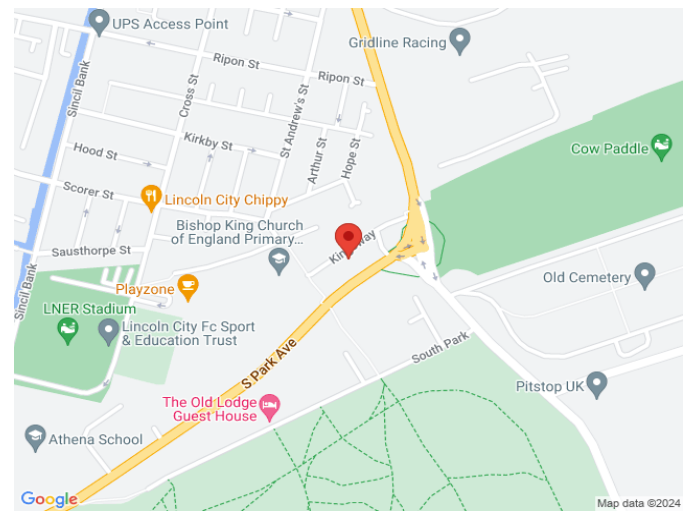 UPS Access Point
Gridline Racing
Ripon St
Ripon St
Sincil Bank
Cross St
St Andrew's St
Kirkby St
Arthur St
Hope St
Hood St
Cow Paddle
Scorer St
Lincoln City Chippy
Bishop King Church
of England Primary...
Sausthorpe St
Sincil Bank
Playzone
Old Cemetery
LNER Stadium
Lincoln City Fc Sport
& Education Trust
South Park
S Park Ave
Pitstop UK
The Old Lodge
Guest House
Athena School
Google
Map data ©2024